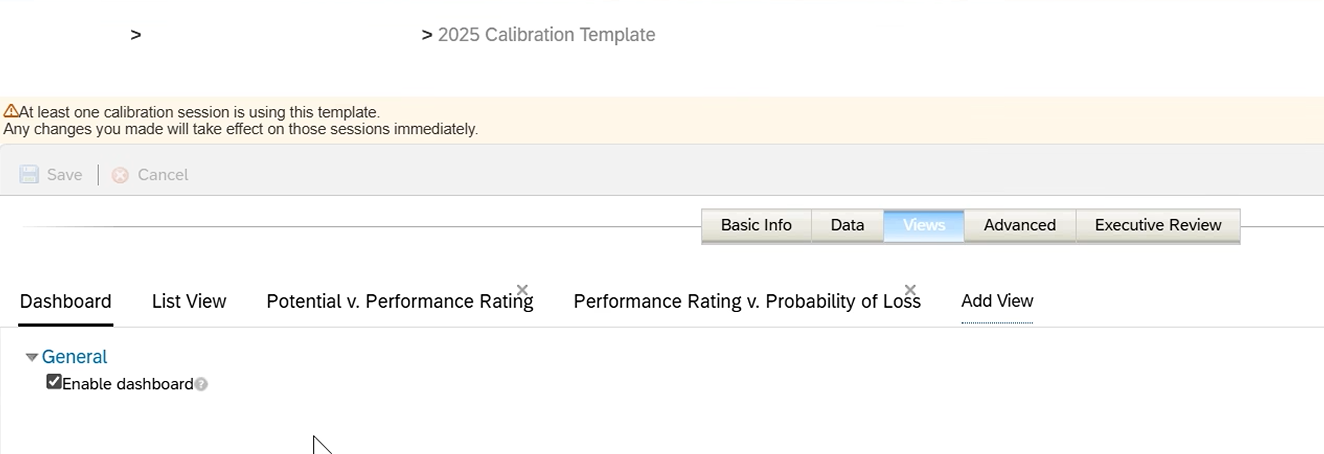 > > 2025 Calibration Template
At least one calibration session is using this template.
Any changes you made will take effect on those sessions immediately.
Save Cancel
Basic Info Data Views Advanced Executive Review
Dashboard List View Potential v. Performance Rating Performance Rating v. Probability of Loss Add View
General
Enable dashboard